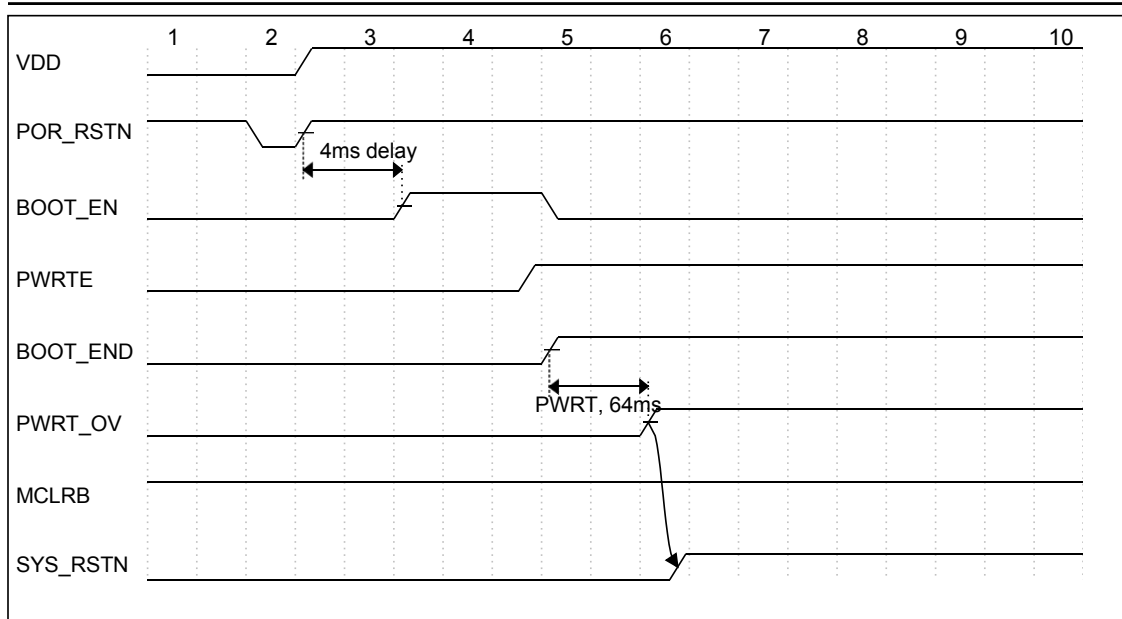 1 2 3 4 5 6 7 8 9 10
VDD
POR_RSTN
4ms delay
BOOT_EN
PWRTE
BOOT_END
PWRT, 64ms
PWRT_OV
MCLRB
SYS_RSTN